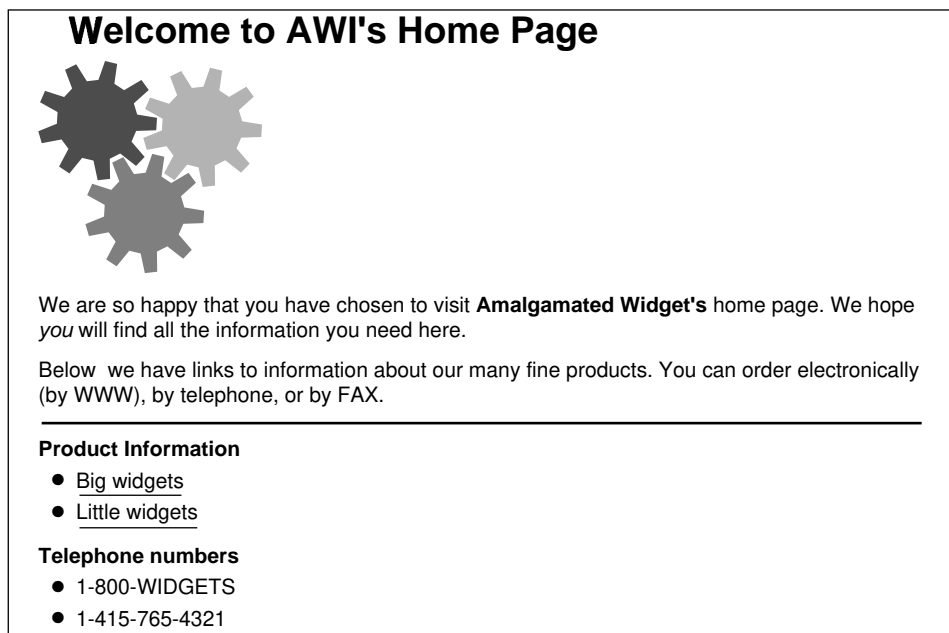 Welcome to AWI's Home Page
We are so happy that you have chosen to visit Amalgamated Widget's home page. We hope
you will find all the information you need here.
Below we have links to information about our many fine products. You can order electronically
(by WWW), by telephone, or by FAX.
Product Information
● Big widgets
● Little widgets
Telephone numbers
● 1-800-WIDGETS
● 1-415-765-4321